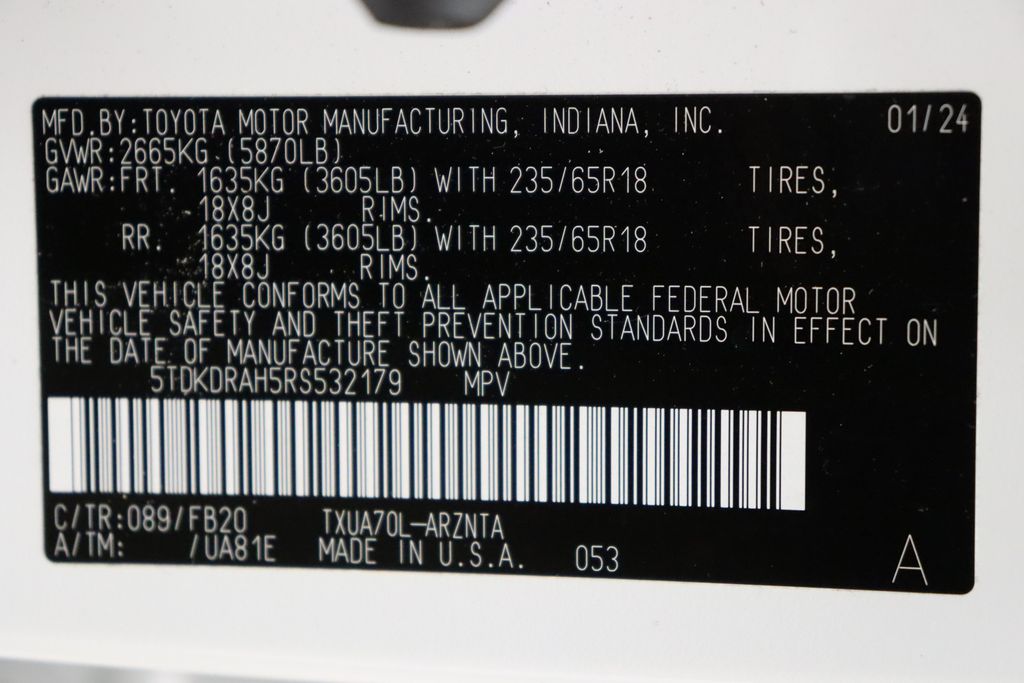 MFD.BY:TOYOTA MOTOR MANUFACTURING, INDIANA, INC. 01/24
GVWR:2665KG (5870LB)
GAWR:FRT. 1635KG (3605LB) WITH 235/65R18 TIRES,
18X8J RIMS.
RR. 1635KG (3605LB) WITH 235/65R18 TIRES,
18X8J RIMS.
THIS VEHICLE CONFORMS TO ALL APPLICABLE FEDERAL MOTOR
VEHICLE SAFETY AND THEFT PREVENTION STANDARDS IN EFFECT ON
THE DATE OF MANUFACTURE SHOWN ABOVE.
5TDKDRAH5RS532179 MPV
C/TR:089/FB20 TXUA70L-ARZNTA
A/TM: /UA81E MADE IN U.S.A. 053 A